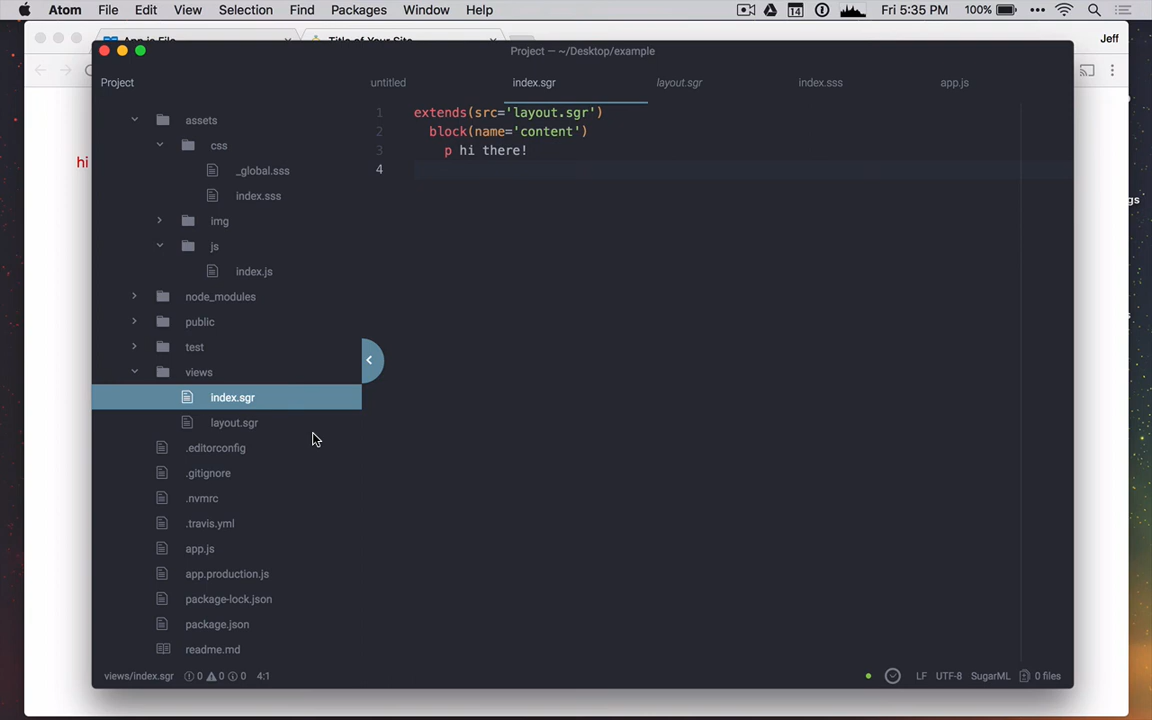 Atom File Edit View Selection Find Packages Window Help 14 Fri 5:35 PM 100%
Jeff
Project — ~/Desktop/example
Project untitled index.sgr layout.sgr index.sss app.js
assets
css
_global.sss
index.sss
img
js
index.js
node_modules
public
test
views
index.sgr
layout.sgr
.editorconfig
.gitignore
.nvmrc
.travis.yml
app.js
app.production.js
package-lock.json
package.json
readme.md
1 extends(src='layout.sgr')
2 block(name='content')
3 p hi there!
4
hi
gs
views/index.sgr 0 0 0 4:1 LF UTF-8 SugarML 0 files